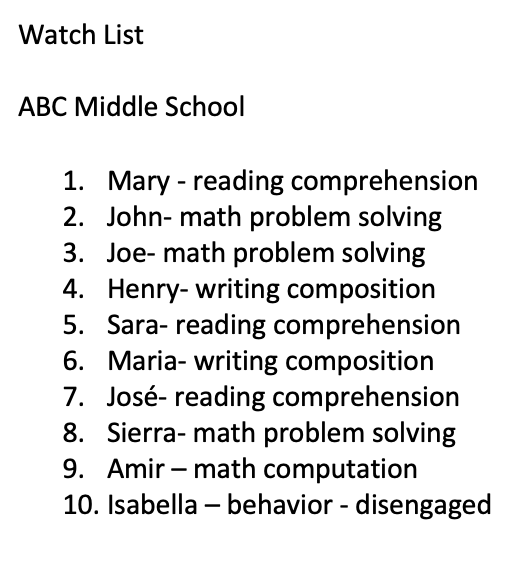 Watch List
ABC Middle School
1. Mary - reading comprehension
2. John- math problem solving
3. Joe- math problem solving
4. Henry- writing composition
5. Sara- reading comprehension
6. Maria- writing composition
7. José- reading comprehension
8. Sierra- math problem solving
9. Amir – math computation
10. Isabella – behavior - disengaged